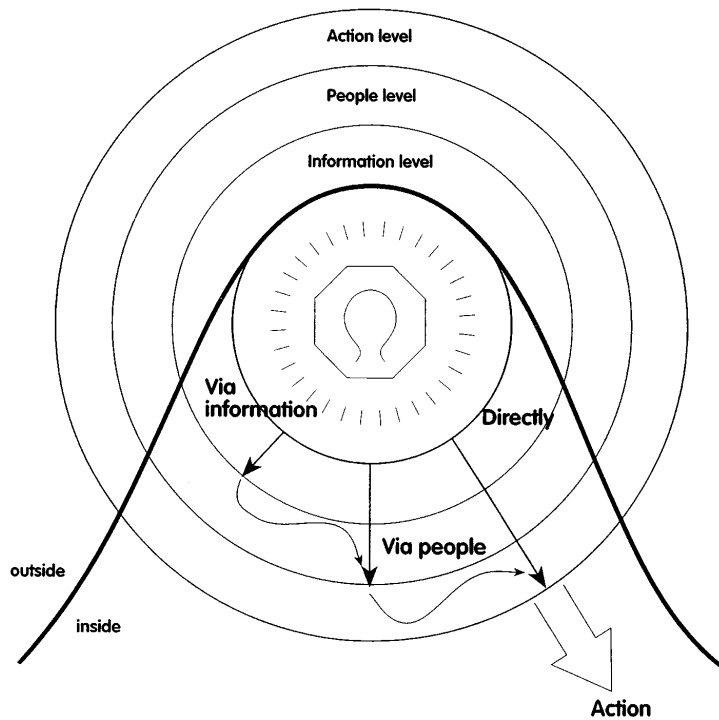 Action level
People level
Information level
Via
information
Directly
Via people
outside
inside
Action